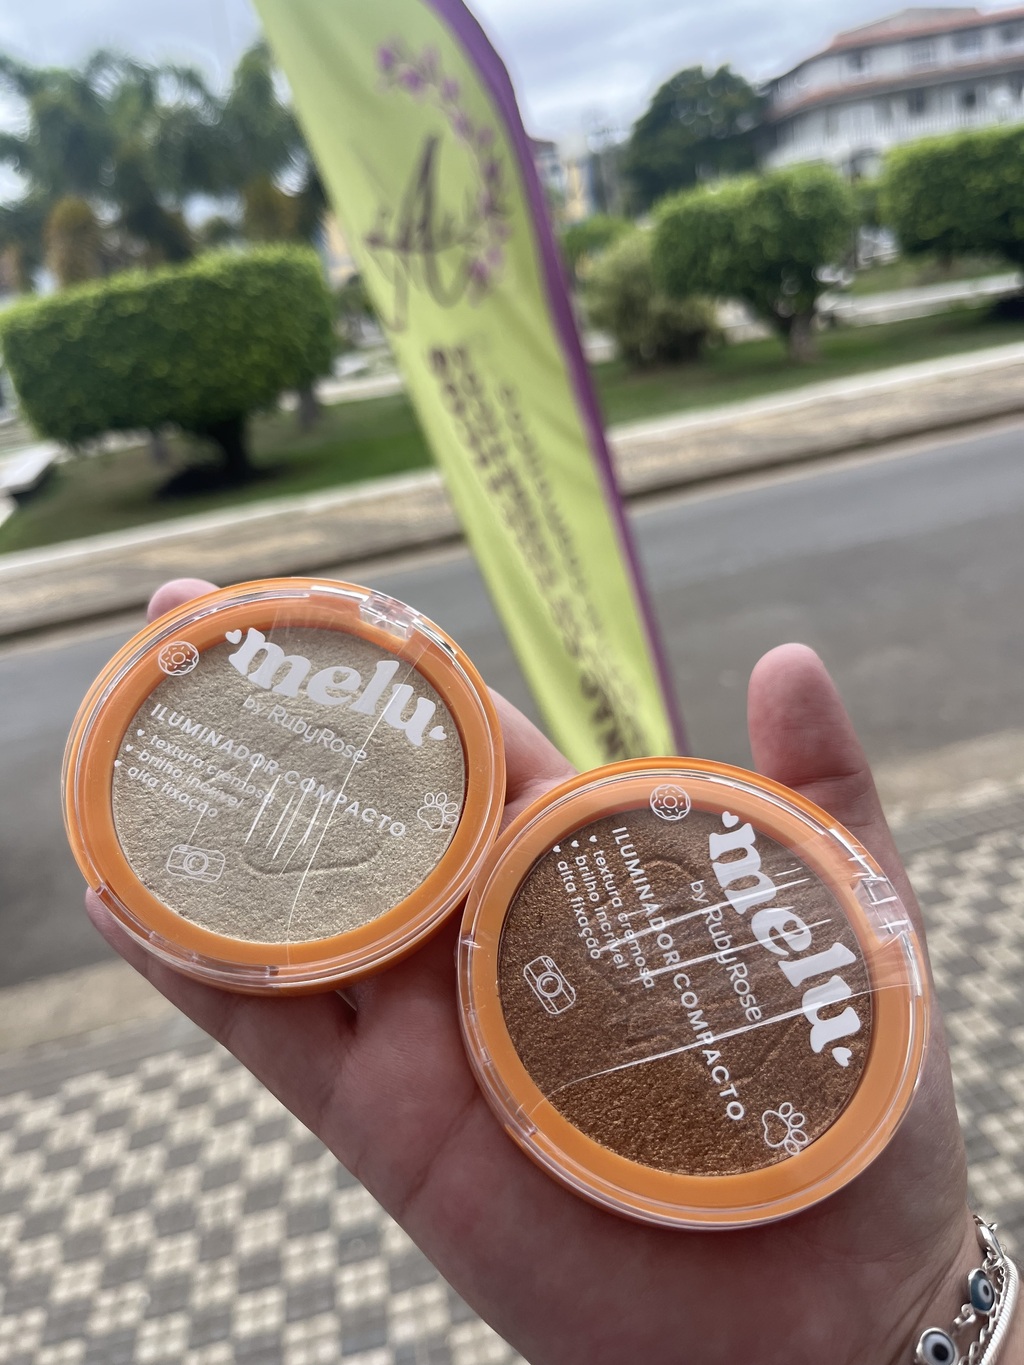 melu
by RubyRose
ILUMINADOR COMPACTO
textura cremosa
brilho incrível
alta fixação
melu
by RubyRose
ILUMINADOR COMPACTO
textura cremosa
brilho incrível
alta fixação